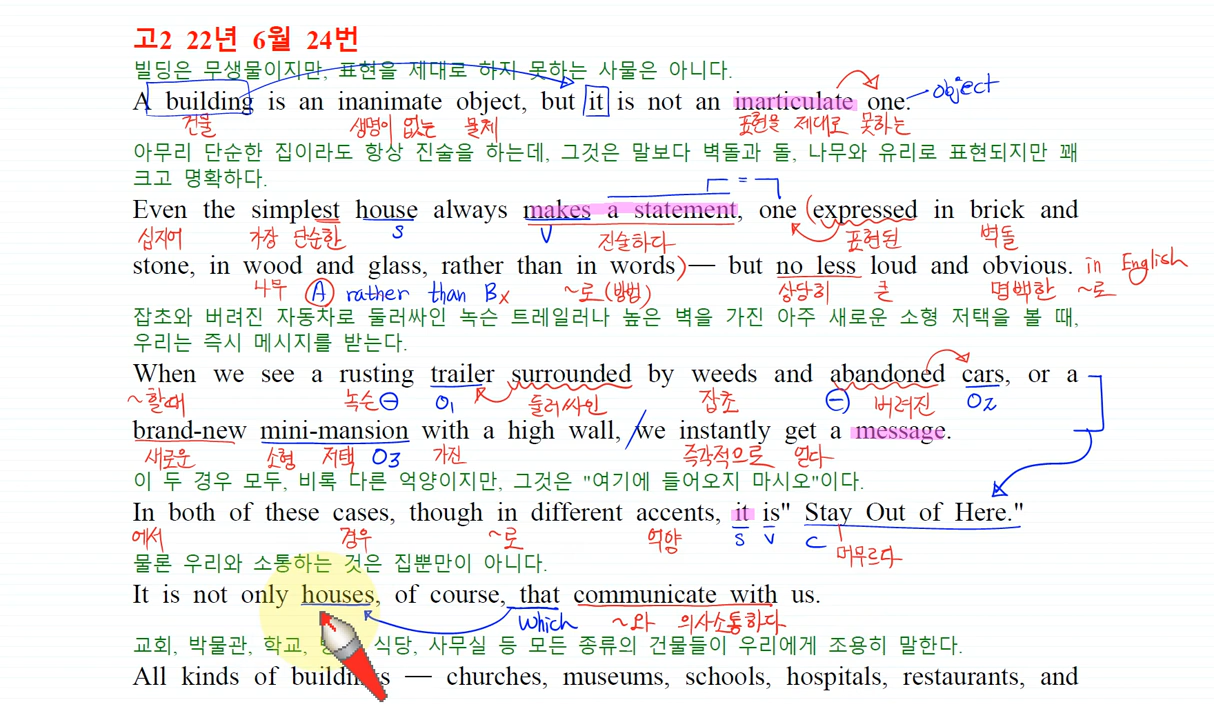 고2 22년 6월 24번
빌딩은 무생물이지만, 표현을 제대로 하지 못하는 사물은 아니다.
A building is an inanimate object, but it is not an inarticulate one. object
건물 생명이 없는 물체 표현을 제대로 못하는
아무리 단순한 집이라도 항상 진술을 하는데, 그것은 말보다 벽돌과 돌, 나무와 유리로 표현되지만 꽤
크고 명확하다.
=
Even the simplest house always makes a statement, one (expressed in brick and
심지어 가장 단순한 S V 진술하다 표현된 벽돌
stone, in wood and glass, rather than in words)— but no less loud and obvious. in English
나무 A rather than B x ~로(방법) 상당히 큰 명백한 ~로
잡초와 버려진 자동차로 둘러싸인 녹슨 트레일러나 높은 벽을 가진 아주 새로운 소형 저택을 볼 때,
우리는 즉시 메시지를 받는다.
When we see a rusting trailer surrounded by weeds and abandoned cars, or a
~할때 녹슨 ⊖ O1 둘러싸인 잡초 ⊖ 버려진 O2
brand-new mini-mansion with a high wall, / we instantly get a message.
새로운 소형 저택 O3 가진 즉각적으로 얻다
이 두 경우 모두, 비록 다른 억양이지만, 그것은 "여기에 들어오지 마시오"이다.
In both of these cases, though in different accents, it is" Stay Out of Here."
에서 경우 ~로 억양 S V C 머무르다
물론 우리와 소통하는 것은 집뿐만이 아니다.
It is not only houses, of course, that communicate with us.
which ~와 의사소통하다
교회, 박물관, 학교, 식당, 사무실 등 모든 종류의 건물들이 우리에게 조용히 말한다.
All kinds of buildings — churches, museums, schools, hospitals, restaurants, and